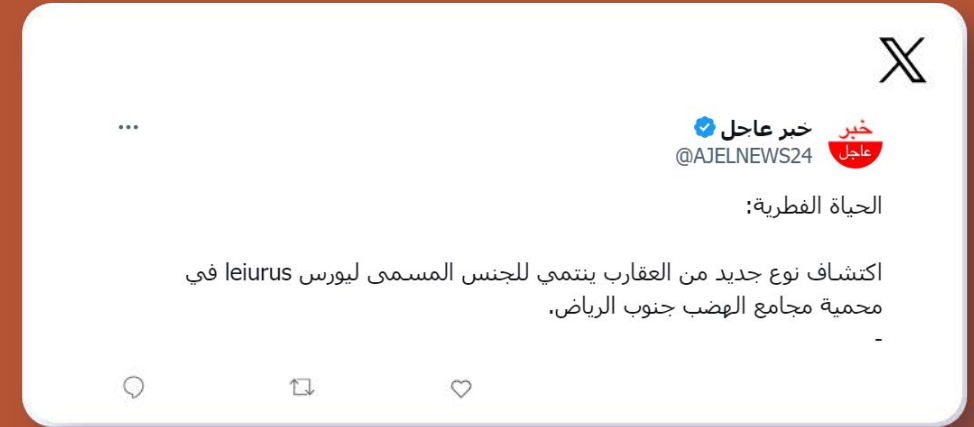 خبر عاجل
خبر
عاجل
@AJELNEWS24
الحياة الفطرية:
اكتشاف نوع جديد من العقارب ينتمي للجنس المسمى ليورس leiurus في
محمية مجامع الهضب جنوب الرياض.
-